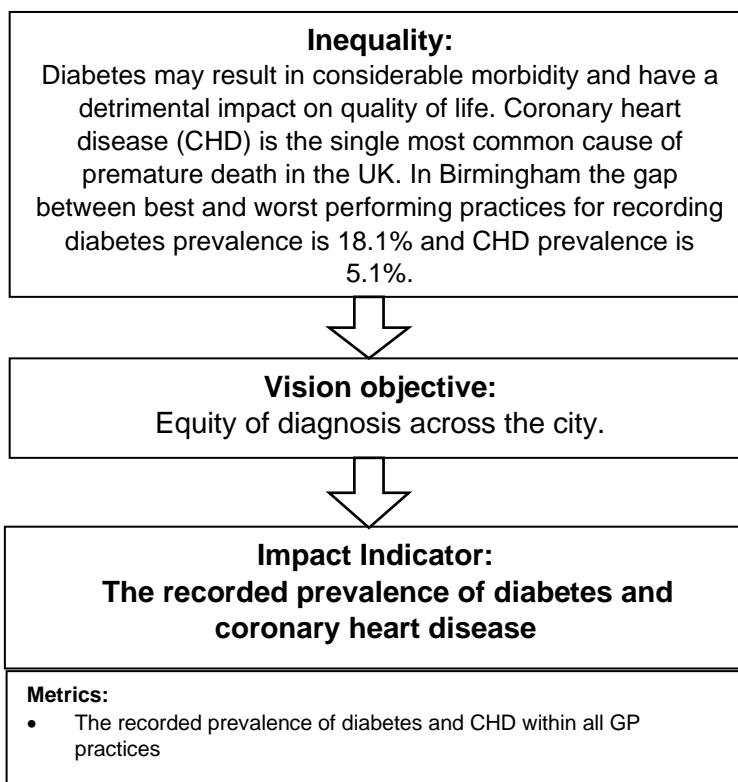 Inequality:
Diabetes may result in considerable morbidity and have a
detrimental impact on quality of life. Coronary heart
disease (CHD) is the single most common cause of
premature death in the UK. In Birmingham the gap
between best and worst performing practices for recording
diabetes prevalence is 18.1% and CHD prevalence is
5.1%.
Vision objective:
Equity of diagnosis across the city.
Impact Indicator:
The recorded prevalence of diabetes and
coronary heart disease
Metrics:
• The recorded prevalence of diabetes and CHD within all GP
practices